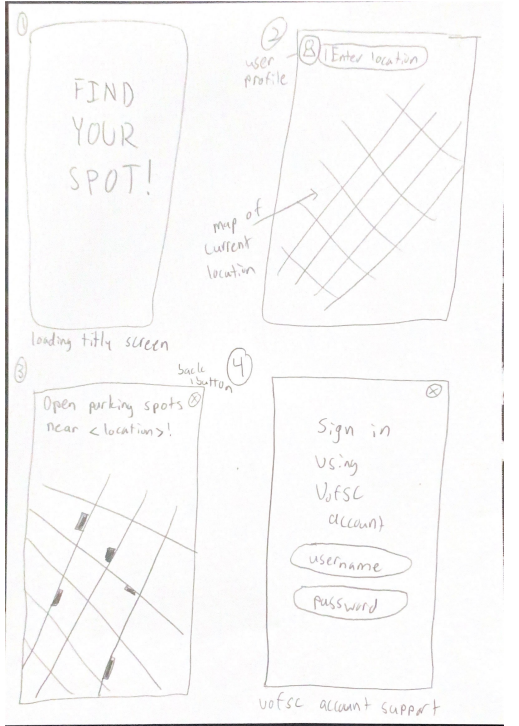 1
FIND
YOUR
SPOT!
loading titly screen
2
user
profile
Enter location
map of
current
location
3
back
button
Open parking spots
near <location>!
4
Sign in
using
UofSC
account
username
password
UofSC account support